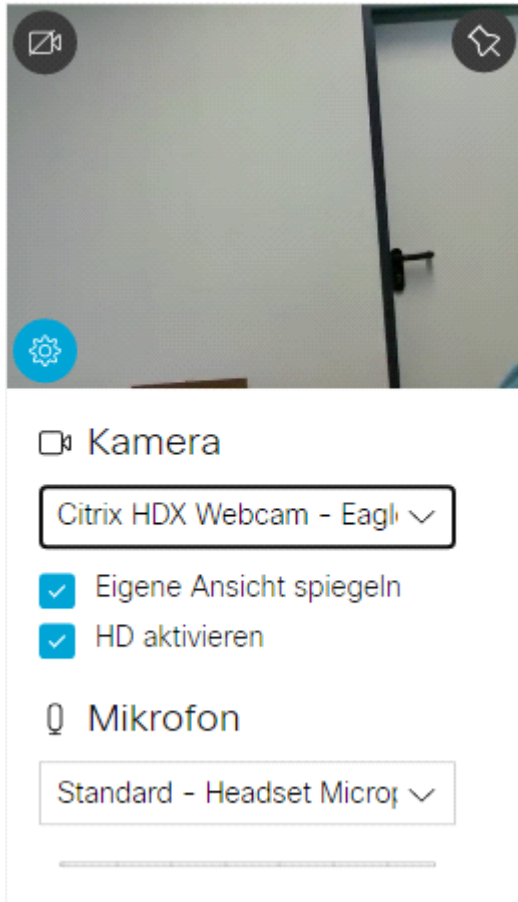 Kamera
Citrix HDX Webcam - Eagl
Eigene Ansicht spiegeln
HD aktivieren
Mikrofon
Standard - Headset Microp